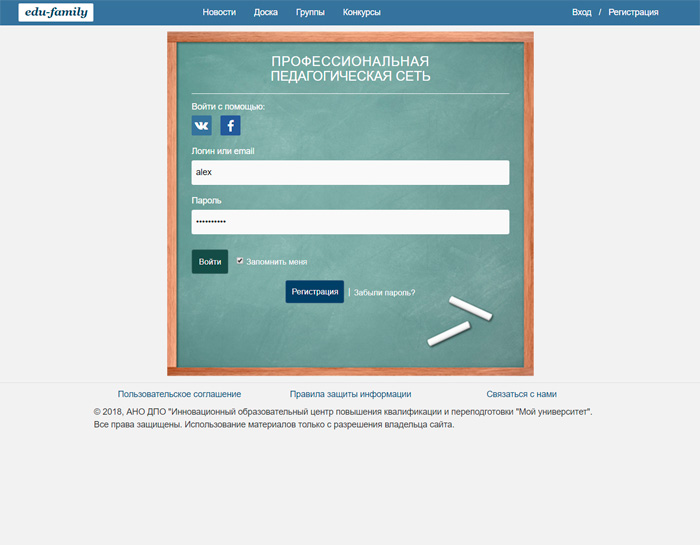 edu-family
Новости Доска Группы Конкурсы
Вход / Регистрация
ПРОФЕССИОНАЛЬНАЯ
ПЕДАГОГИЧЕСКАЯ СЕТЬ
Войти с помощью:
Логин или email
alex
Пароль
••••••••••
Войти Запомнить меня
Регистрация | Забыли пароль?
Пользовательское соглашение Правила защиты информации Связаться с нами
© 2018, АНО ДПО "Инновационный образовательный центр повышения квалификации и переподготовки "Мой университет".
Все права защищены. Использование материалов только с разрешения владельца сайта.